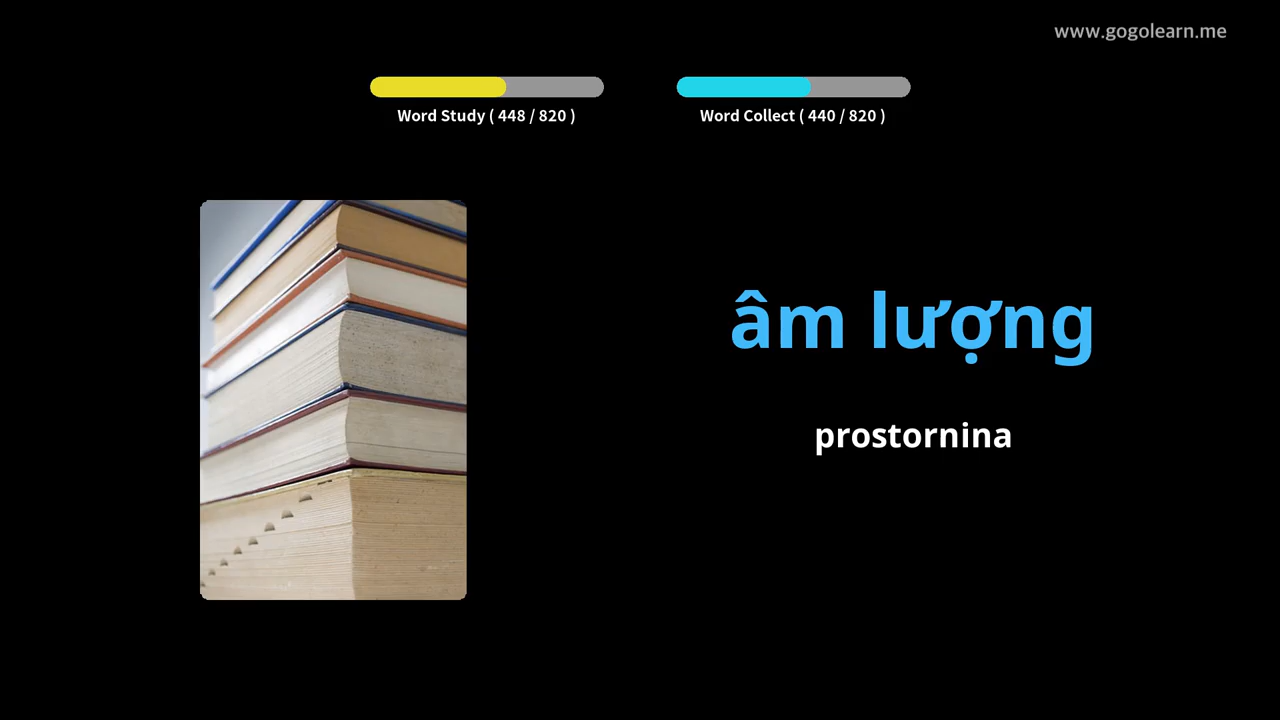 www.gogolearn.me
Word Study ( 448 / 820 )
Word Collect ( 440 / 820 )
âm lượng
prostornina